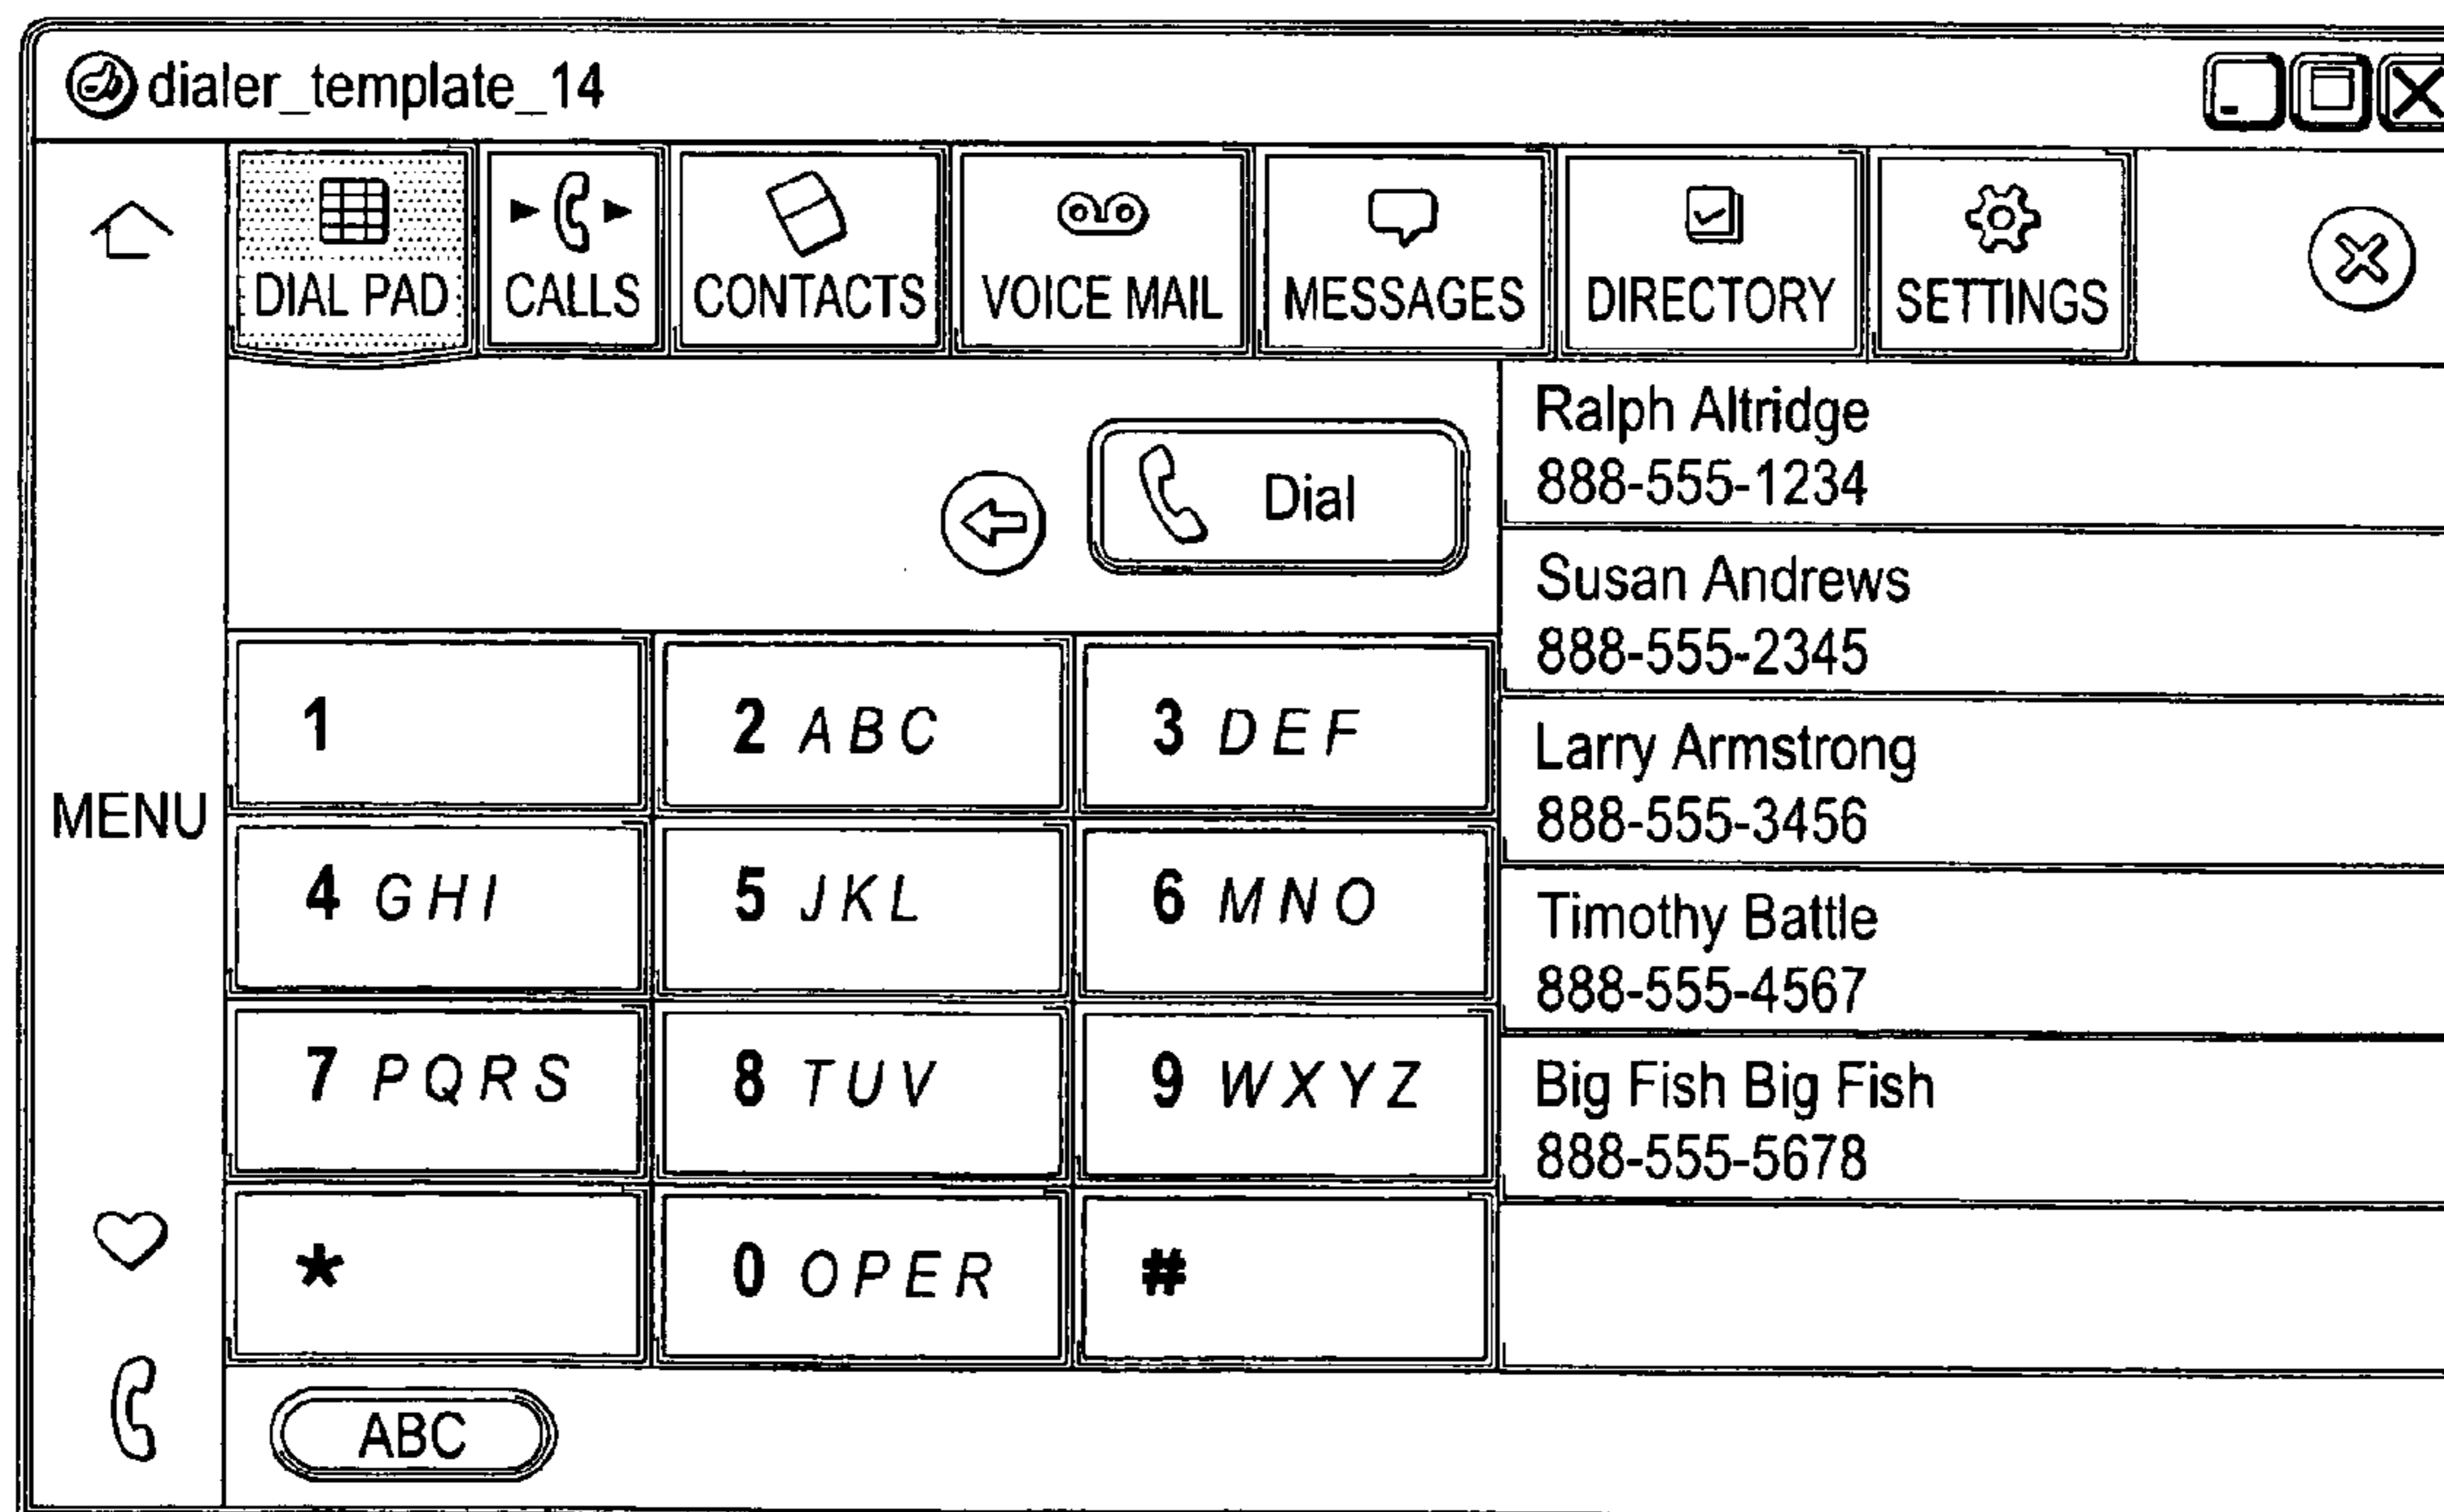 dialer_template_14
DIAL PAD
CALLS
CONTACTS
VOICE MAIL
MESSAGES
DIRECTORY
SETTINGS
MENU
Dial
1
2 ABC
3 DEF
4 GHI
5 JKL
6 MNO
7 PQRS
8 TUV
9 WXYZ
*
0 OPER
#
ABC
Ralph Altridge
888-555-1234
Susan Andrews
888-555-2345
Larry Armstrong
888-555-3456
Timothy Battle
888-555-4567
Big Fish Big Fish
888-555-5678